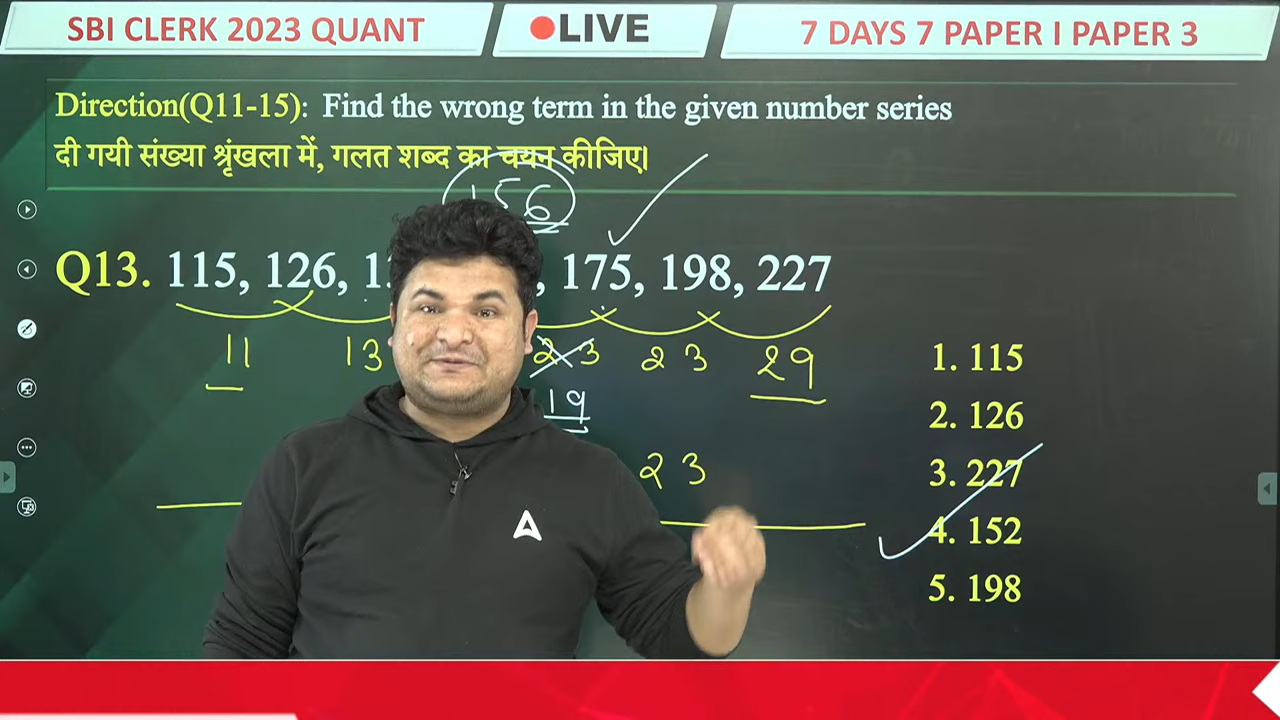 SBI CLERK 2023 QUANT
LIVE
7 DAYS 7 PAPER I PAPER 3
Direction(Q11-15): Find the wrong term in the given number series
दी गयी संख्या श्रृंखला में, गलत शब्द का चयन कीजिए।
156
Q13. 115, 126, 175, 198, 227
11 13 23 23 29
19
23
1. 115
2. 126
3. 227
4. 152
5. 198